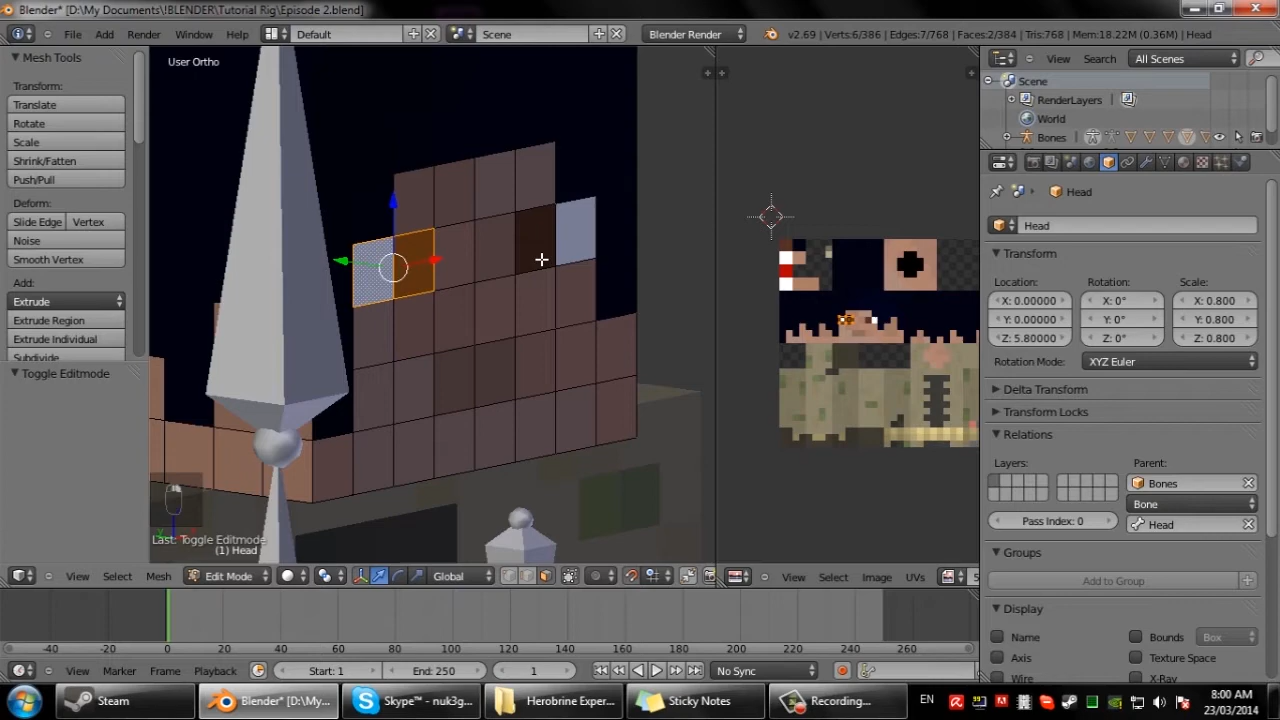 Blender* [D:\My Documents\!BLENDER\Tutorial Rig\Episode 2.blend]
File Add Render Window Help Default Scene Blender Render v2.69 | Verts:6/386 | Edges:7/768 | Faces:2/384 | Tris:768 | Mem:18.22M (0.36M) | Head
Mesh Tools
Transform:
Translate
Rotate
Scale
Shrink/Fatten
Push/Pull
Deform:
Slide Edge Vertex
Noise
Smooth Vertex
Add:
Extrude
Extrude Region
Extrude Individual
Subdivide
Toggle Editmode
User Ortho
Last: Toggle Editmode
(1) Head
View Select Mesh Edit Mode Global
View Select Image UVs 5
View Search All Scenes
Scene
RenderLayers
World
Bones
Head
Head
Transform
Location: Rotation: Scale:
X: 0.00000 X: 0° X: 0.800
Y: 0.00000 Y: 0° Y: 0.800
Z: 5.80000 Z: 0° Z: 0.800
Rotation Mode: XYZ Euler
Delta Transform
Transform Locks
Relations
Layers: Parent:
Bones
Bone
Pass Index: 0 Head
Groups
Add to Group
Display
Name Bounds Box
Axis Texture Space
Wire X-Ray
-40 -20 0 20 40 60 80 100 120 140 160 180 200 220 240 260
View Marker Frame Playback Start: 1 End: 250 1 No Sync
Steam Blender* [D:\My... Skype™ - nuk3g... Herobrine Exper... Sticky Notes Recording... EN 8:00 AM
23/03/2014